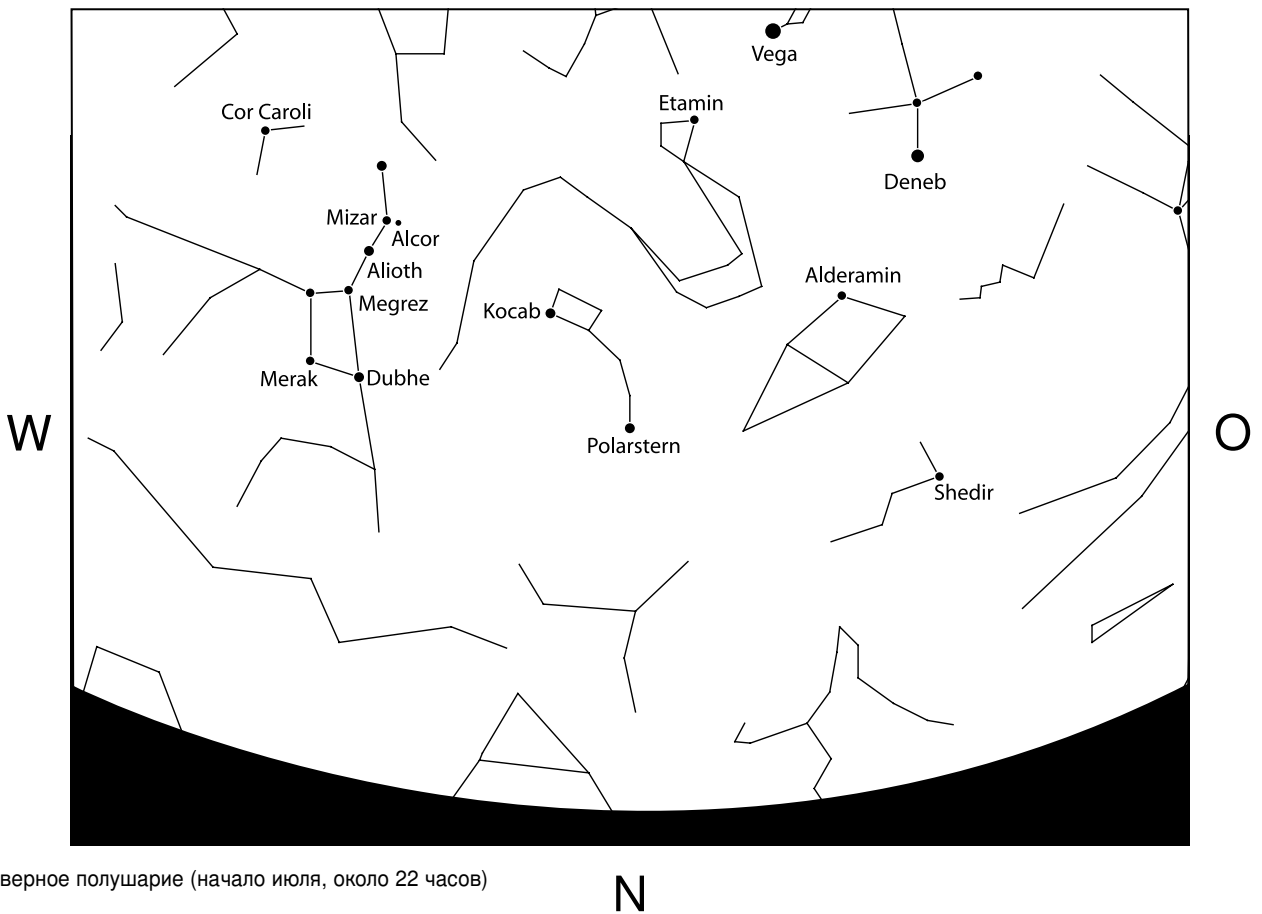 Vega
Etamin
Cor Caroli
Deneb
Mizar
Alcor
Alioth
Alderamin
Megrez
Kocab
Merak
Dubhe
W
O
Polarstern
Shedir
верное полушарие (начало июля, около 22 часов)
N